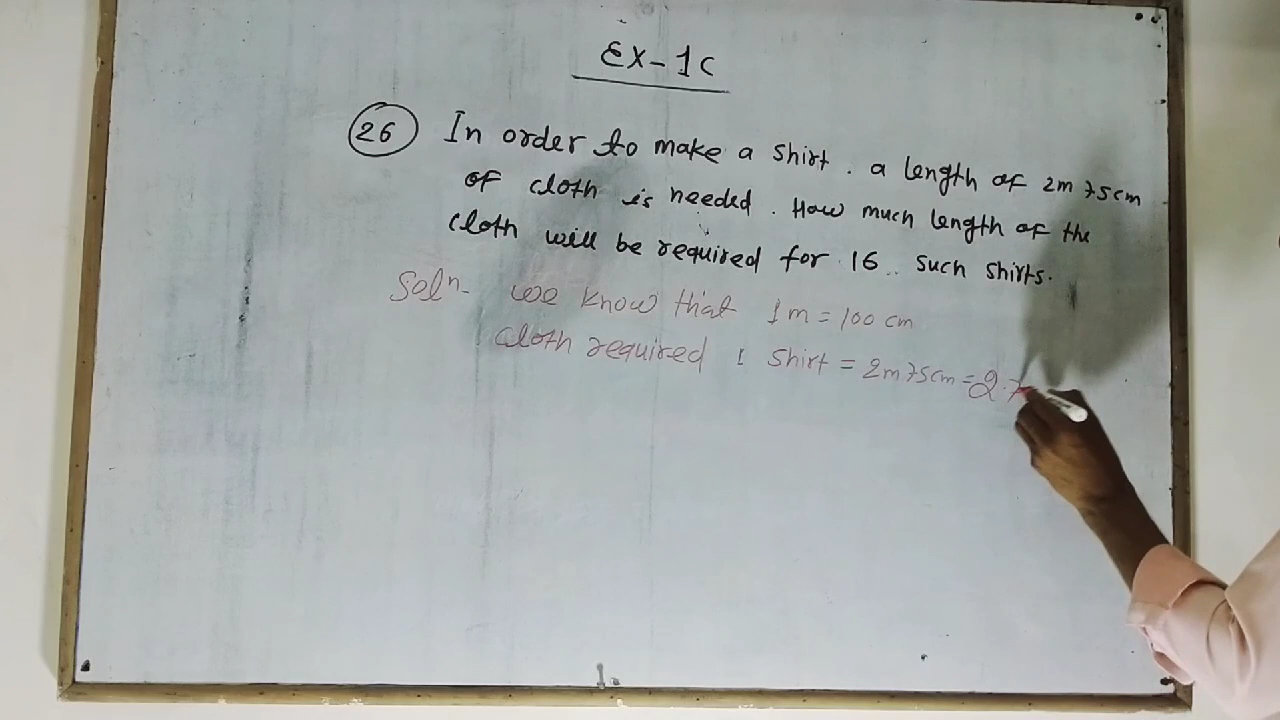 EX-1C
26 In order to make a shirt. a length of 2m 75cm
of cloth is needed. How much length of the
cloth will be required for 16 such shirts.
Solⁿ- we know that 1m = 100 cm
cloth required 1 shirt = 2m75cm = 2.7